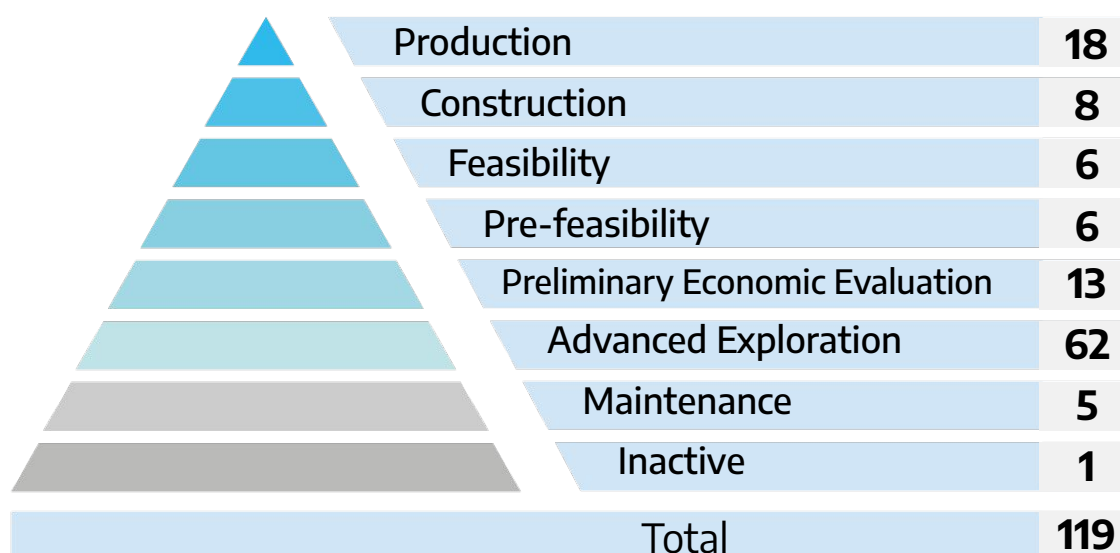 Production 18
Construction 8
Feasibility 6
Pre-feasibility 6
Preliminary Economic Evaluation 13
Advanced Exploration 62
Maintenance 5
Inactive 1
Total 119